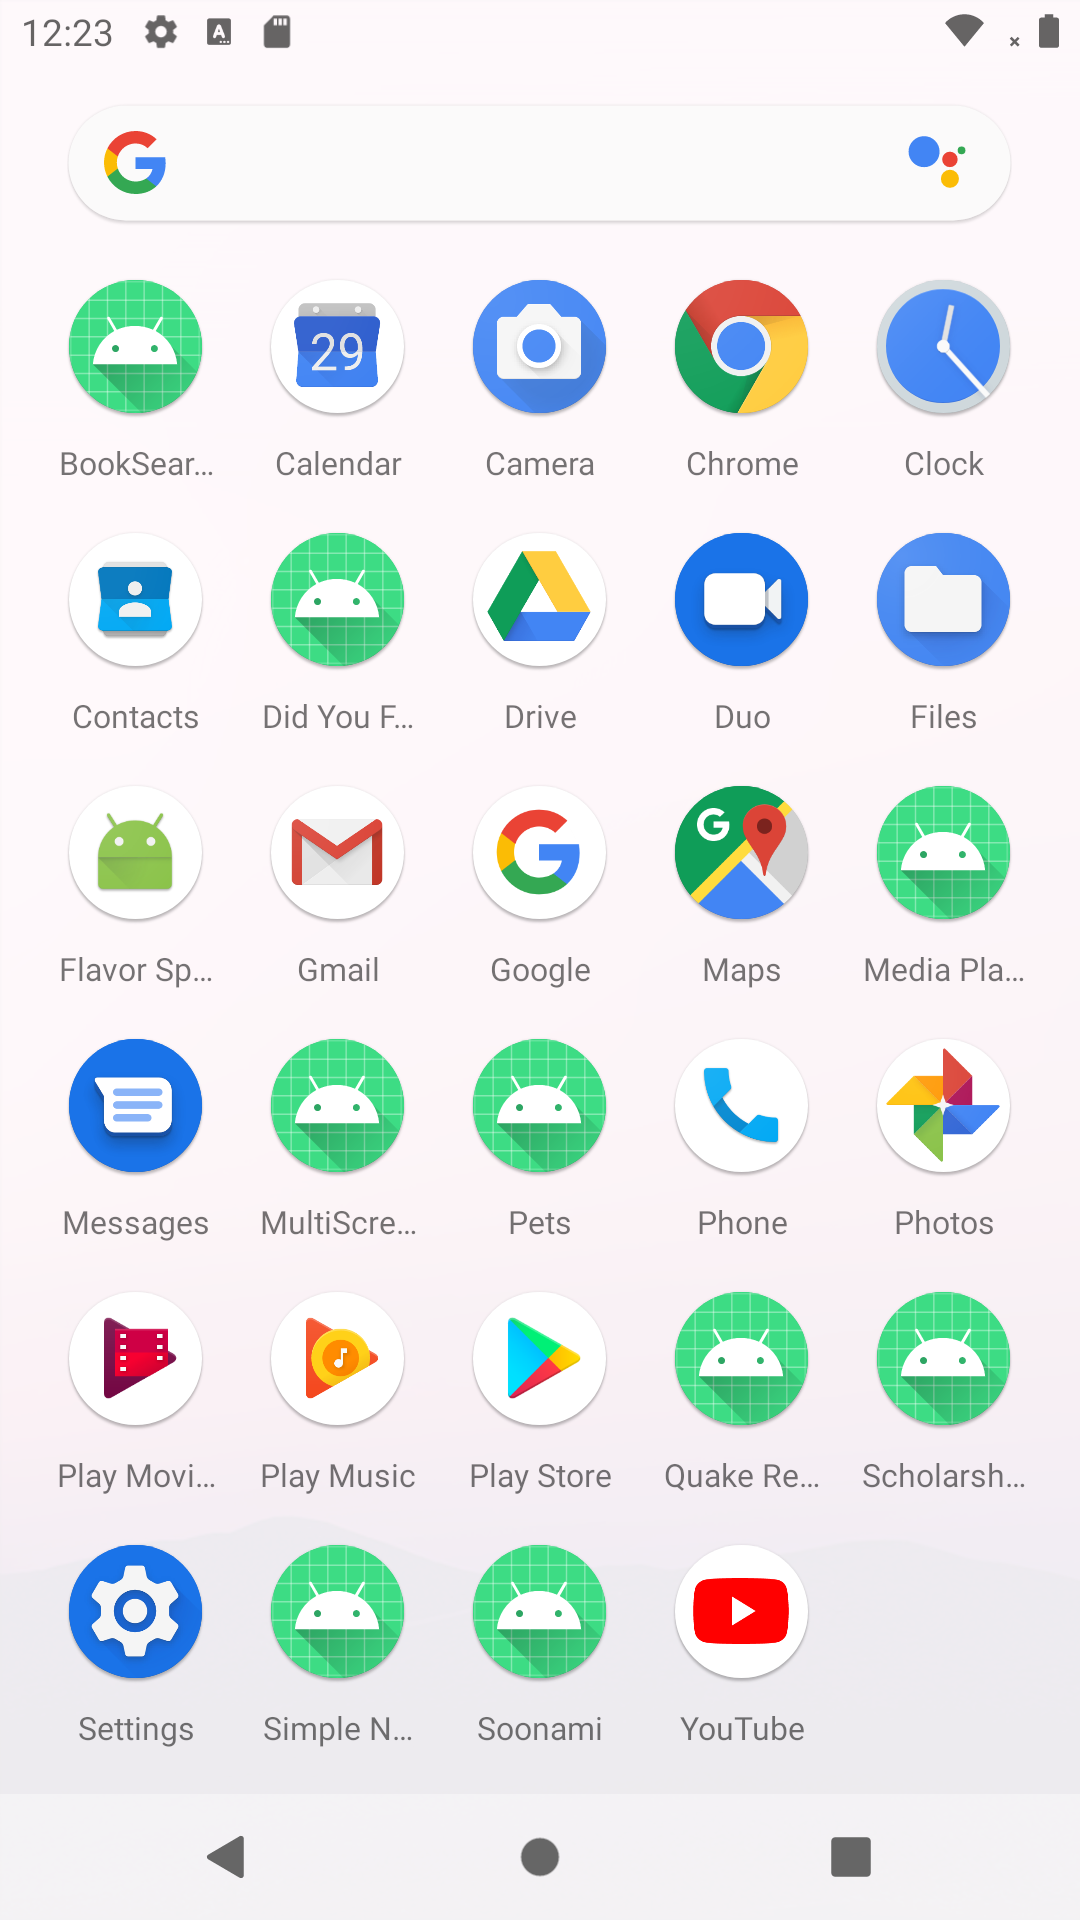 12:23
BookSear...
Calendar
Camera
Chrome
Clock
29
Contacts
Did You F...
Drive
Duo
Files
Flavor Sp...
Gmail
Google
Maps
Media Pla...
Messages
MultiScre...
Pets
Phone
Photos
Play Movi...
Play Music
Play Store
Quake Re...
Scholarsh...
Settings
Simple N...
Soonami
YouTube